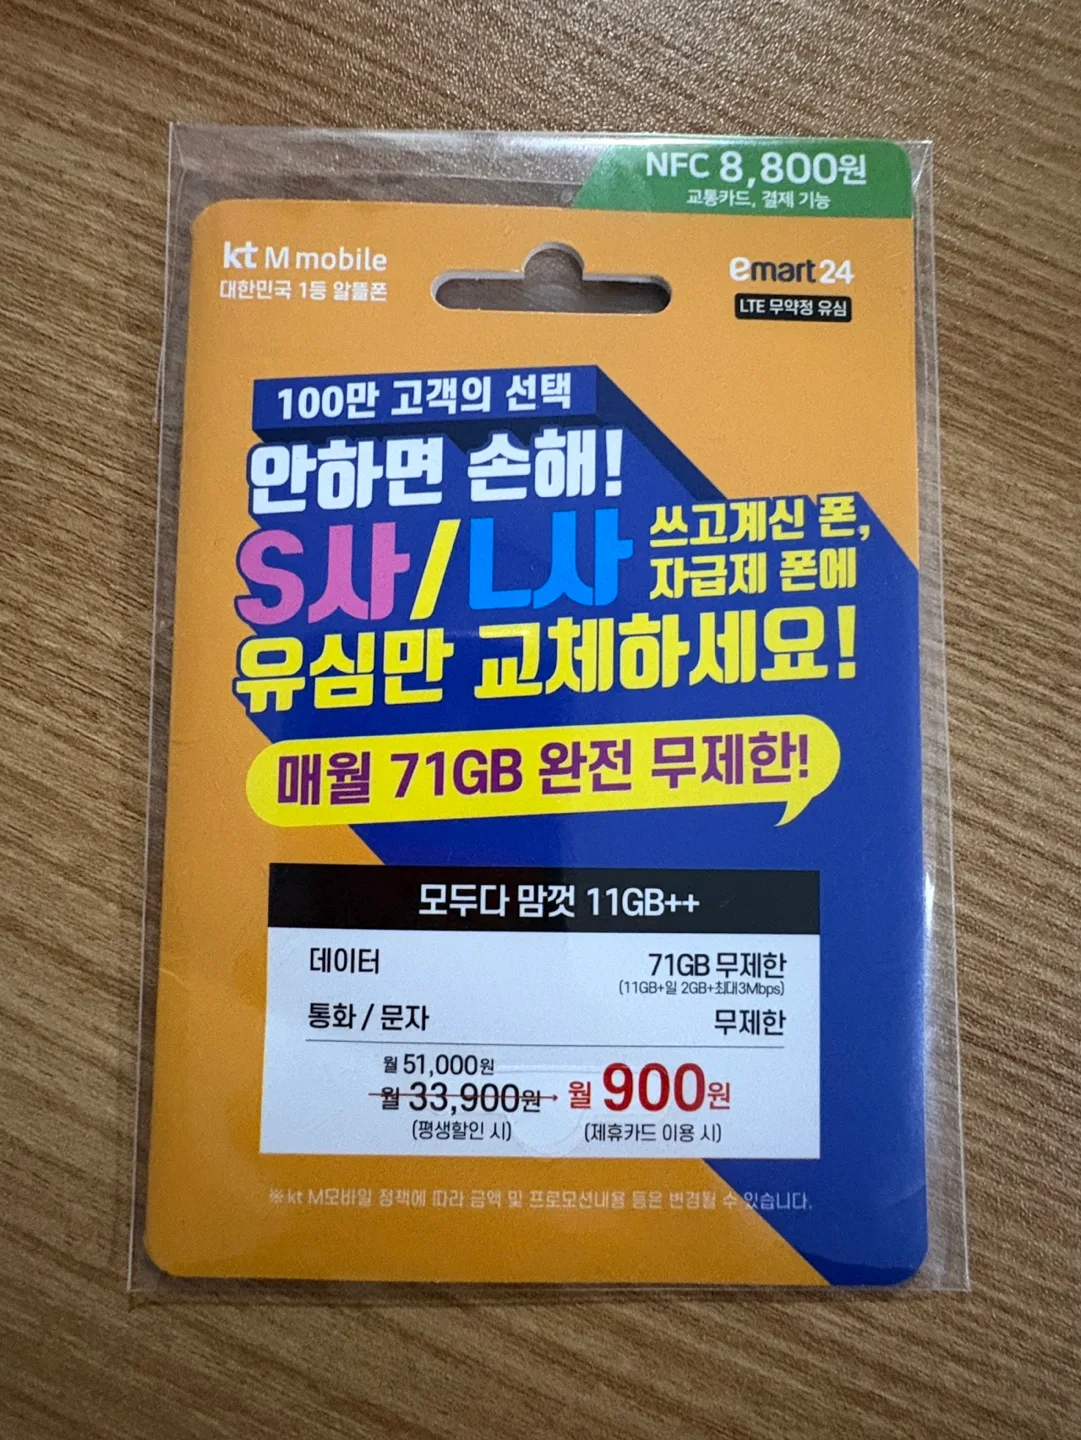 NFC 8,800원
교통카드, 결제 기능
kt M mobile
대한민국 1등 알뜰폰
emart24
LTE 무약정 유심
100만 고객의 선택
안하면 손해!
S사/L사 쓰고계신 폰,
자급제 폰에
유심만 교체하세요!
매월 71GB 완전 무제한!
모두다 맘껏 11GB++
데이터 71GB 무제한
(11GB+일 2GB+최대3Mbps)
통화 / 문자 무제한
월 51,000원
월 33,900원 → 월 900원
(평생할인 시) (제휴카드 이용 시)
※ kt M모바일 정책에 따라 금액 및 프로모션내용 등은 변경될 수 있습니다.